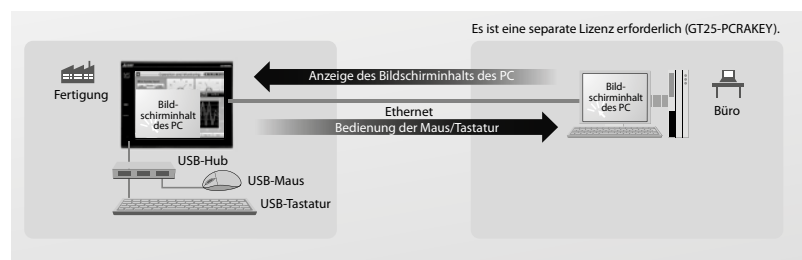 Es ist eine separate Lizenz erforderlich (GT25-PCRAKEY).
Fertigung
Bild-
schirminhalt
des PC
Anzeige des Bildschirminhalts des PC
Ethernet
Bedienung der Maus/Tastatur
Bild-
schirminhalt
des PC
Büro
USB-Hub
USB-Maus
USB-Tastatur